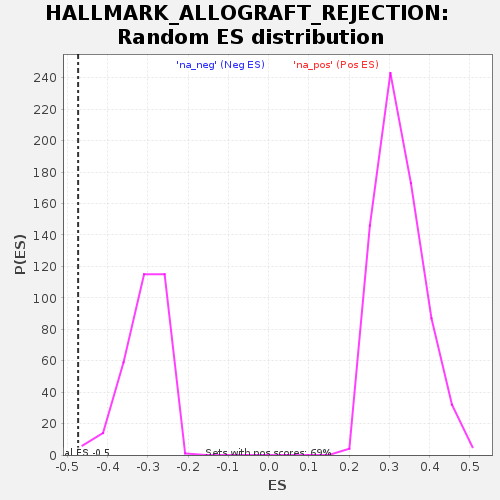 HALLMARK_ALLOGRAFT_REJECTION:
Random ES distribution
'na_neg' (Neg ES) 'na_pos' (Pos ES)
240
220
200
180
160
140
120
100
80
60
40
20
0
P(ES)
al ES -0.5 Sets with pos scores: 69%
-0.5 -0.4 -0.3 -0.2 -0.1 0.0 0.1 0.2 0.3 0.4 0.5
ES